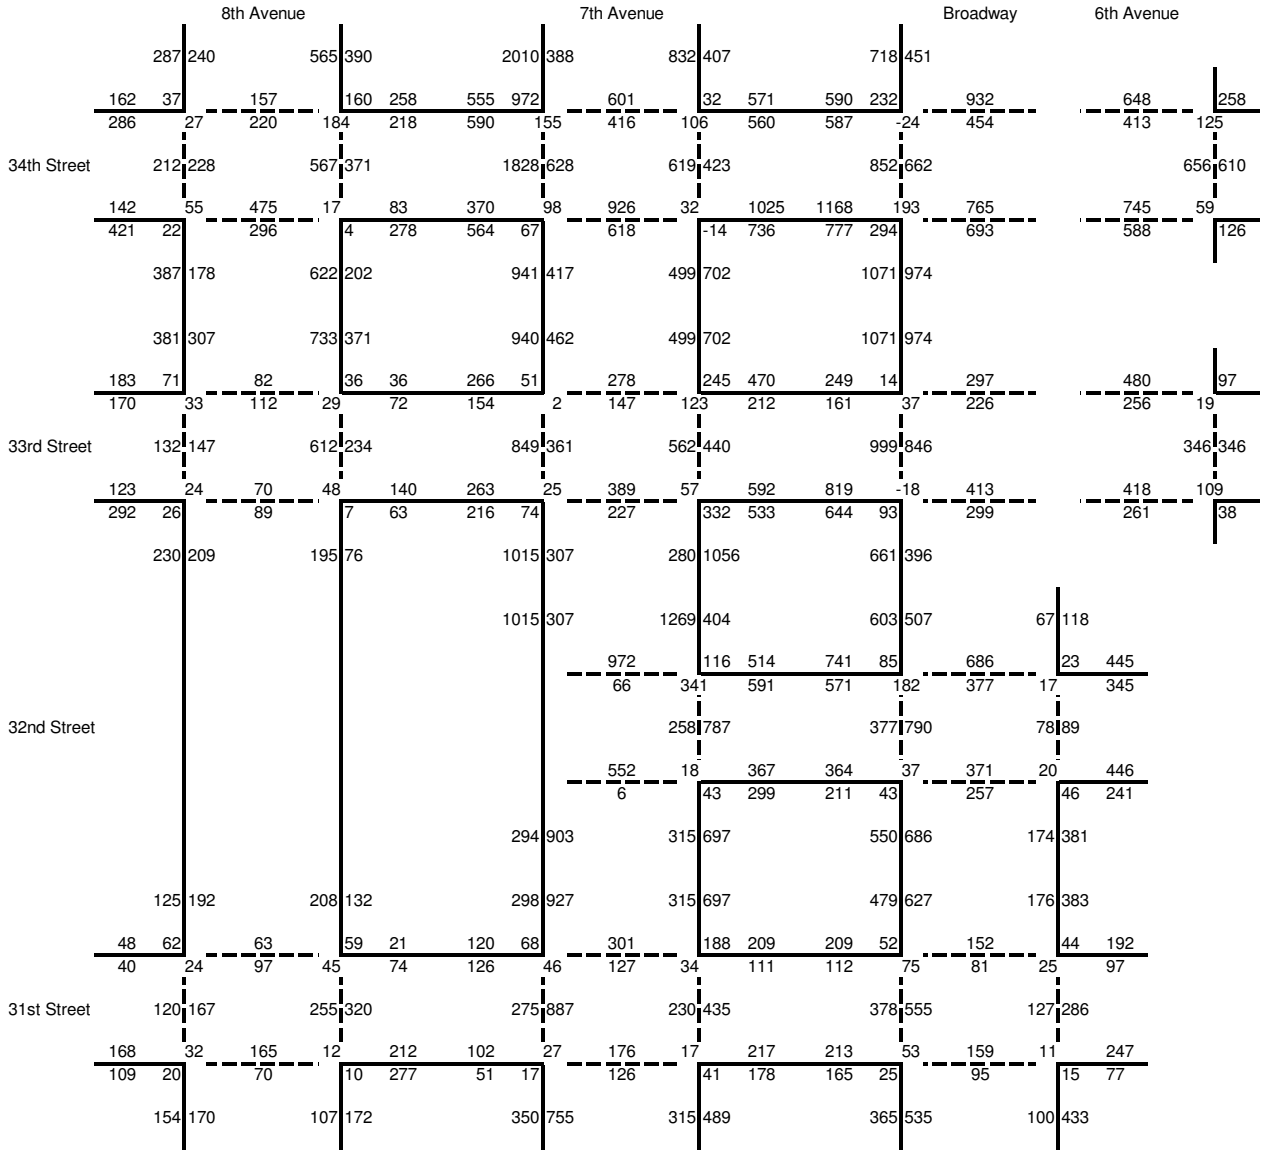 8th Avenue 7th Avenue Broadway 6th Avenue
287 240 565 390 2010 388 832 407 718 451
162 37 157 160 258 555 972 601 32 571 590 232 932 648 258
286 27 220 184 218 590 155 416 106 560 587 -24 454 413 125
34th Street 212 228 567 371 1828 628 619 423 852 662 656 610
142 55 475 17 83 370 98 926 32 1025 1168 193 765 745 59
421 22 296 4 278 564 67 618 -14 736 777 294 693 588 126
387 178 622 202 941 417 499 702 1071 974
381 307 733 371 940 462 499 702 1071 974
183 71 82 36 36 266 51 278 245 470 249 14 297 480 97
170 33 112 29 72 154 2 147 123 212 161 37 226 256 19
33rd Street 132 147 612 234 849 361 562 440 999 846 346 346
123 24 70 48 140 263 25 389 57 592 819 -18 413 418 109
292 26 89 7 63 216 74 227 332 533 644 93 299 261 38
230 209 195 76 1015 307 280 1056 661 396
1015 307 1269 404 603 507 67 118
972 116 514 741 85 686 23 445
66 341 591 571 182 377 17 345
32nd Street 258 787 377 790 78 89
552 18 367 364 37 371 20 446
6 43 299 211 43 257 46 241
294 903 315 697 550 686 174 381
125 192 208 132 298 927 315 697 479 627 176 383
48 62 63 59 21 120 68 301 188 209 209 52 152 44 192
40 24 97 45 74 126 46 127 34 111 112 75 81 25 97
31st Street 120 167 255 320 275 887 230 435 378 555 127 286
168 32 165 12 212 102 27 176 17 217 213 53 159 11 247
109 20 70 10 277 51 17 126 41 178 165 25 95 15 77
154 170 107 172 350 755 315 489 365 535 100 433